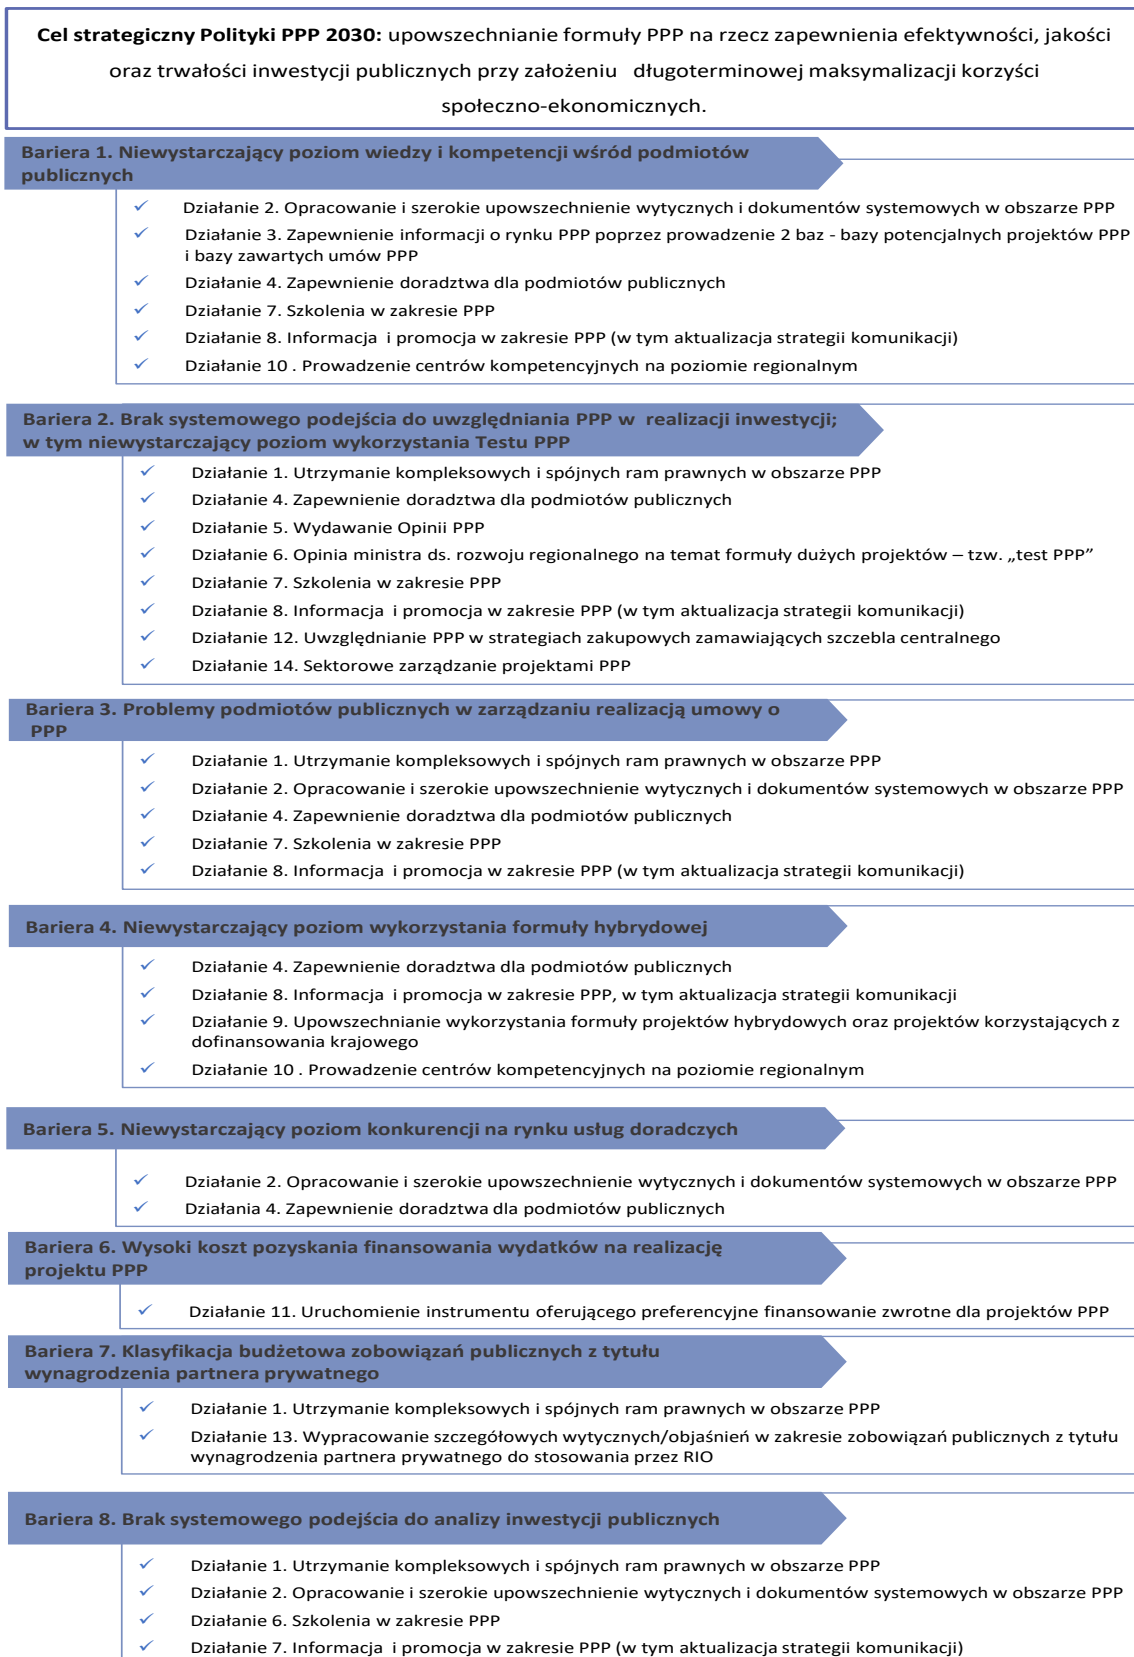 Cel strategiczny Polityki PPP 2030: upowszechnianie formuły PPP na rzecz zapewnienia efektywności, jakości
oraz trwałości inwestycji publicznych przy założeniu długoterminowej maksymalizacji korzyści
społeczno-ekonomicznych.
Bariera 1. Niewystarczający poziom wiedzy i kompetencji wśród podmiotów
publicznych
✓ Działanie 2. Opracowanie i szerokie upowszechnienie wytycznych i dokumentów systemowych w obszarze PPP
✓ Działanie 3. Zapewnienie informacji o rynku PPP poprzez prowadzenie 2 baz - bazy potencjalnych projektów PPP
i bazy zawartych umów PPP
✓ Działanie 4. Zapewnienie doradztwa dla podmiotów publicznych
✓ Działanie 7. Szkolenia w zakresie PPP
✓ Działanie 8. Informacja i promocja w zakresie PPP (w tym aktualizacja strategii komunikacji)
✓ Działanie 10 . Prowadzenie centrów kompetencyjnych na poziomie regionalnym
Bariera 2. Brak systemowego podejścia do uwzględniania PPP w realizacji inwestycji;
w tym niewystarczający poziom wykorzystania Testu PPP
✓ Działanie 1. Utrzymanie kompleksowych i spójnych ram prawnych w obszarze PPP
✓ Działanie 4. Zapewnienie doradztwa dla podmiotów publicznych
✓ Działanie 5. Wydawanie Opinii PPP
✓ Działanie 6. Opinia ministra ds. rozwoju regionalnego na temat formuły dużych projektów – tzw. „test PPP”
✓ Działanie 7. Szkolenia w zakresie PPP
✓ Działanie 8. Informacja i promocja w zakresie PPP (w tym aktualizacja strategii komunikacji)
✓ Działanie 12. Uwzględnianie PPP w strategiach zakupowych zamawiających szczebla centralnego
✓ Działanie 14. Sektorowe zarządzanie projektami PPP
Bariera 3. Problemy podmiotów publicznych w zarządzaniu realizacją umowy o
PPP
✓ Działanie 1. Utrzymanie kompleksowych i spójnych ram prawnych w obszarze PPP
✓ Działanie 2. Opracowanie i szerokie upowszechnienie wytycznych i dokumentów systemowych w obszarze PPP
✓ Działanie 4. Zapewnienie doradztwa dla podmiotów publicznych
✓ Działanie 7. Szkolenia w zakresie PPP
✓ Działanie 8. Informacja i promocja w zakresie PPP (w tym aktualizacja strategii komunikacji)
Bariera 4. Niewystarczający poziom wykorzystania formuły hybrydowej
✓ Działanie 4. Zapewnienie doradztwa dla podmiotów publicznych
✓ Działanie 8. Informacja i promocja w zakresie PPP, w tym aktualizacja strategii komunikacji
✓ Działanie 9. Upowszechnianie wykorzystania formuły projektów hybrydowych oraz projektów korzystających z
dofinansowania krajowego
✓ Działanie 10 . Prowadzenie centrów kompetencyjnych na poziomie regionalnym
Bariera 5. Niewystarczający poziom konkurencji na rynku usług doradczych
✓ Działanie 2. Opracowanie i szerokie upowszechnienie wytycznych i dokumentów systemowych w obszarze PPP
✓ Działania 4. Zapewnienie doradztwa dla podmiotów publicznych
Bariera 6. Wysoki koszt pozyskania finansowania wydatków na realizację
projektu PPP
✓ Działanie 11. Uruchomienie instrumentu oferującego preferencyjne finansowanie zwrotne dla projektów PPP
Bariera 7. Klasyfikacja budżetowa zobowiązań publicznych z tytułu
wynagrodzenia partnera prywatnego
✓ Działanie 1. Utrzymanie kompleksowych i spójnych ram prawnych w obszarze PPP
✓ Działanie 13. Wypracowanie szczegółowych wytycznych/objaśnień w zakresie zobowiązań publicznych z tytułu
wynagrodzenia partnera prywatnego do stosowania przez RIO
Bariera 8. Brak systemowego podejścia do analizy inwestycji publicznych
✓ Działanie 1. Utrzymanie kompleksowych i spójnych ram prawnych w obszarze PPP
✓ Działanie 2. Opracowanie i szerokie upowszechnienie wytycznych i dokumentów systemowych w obszarze PPP
✓ Działanie 6. Szkolenia w zakresie PPP
✓ Działanie 7. Informacja i promocja w zakresie PPP (w tym aktualizacja strategii komunikacji)